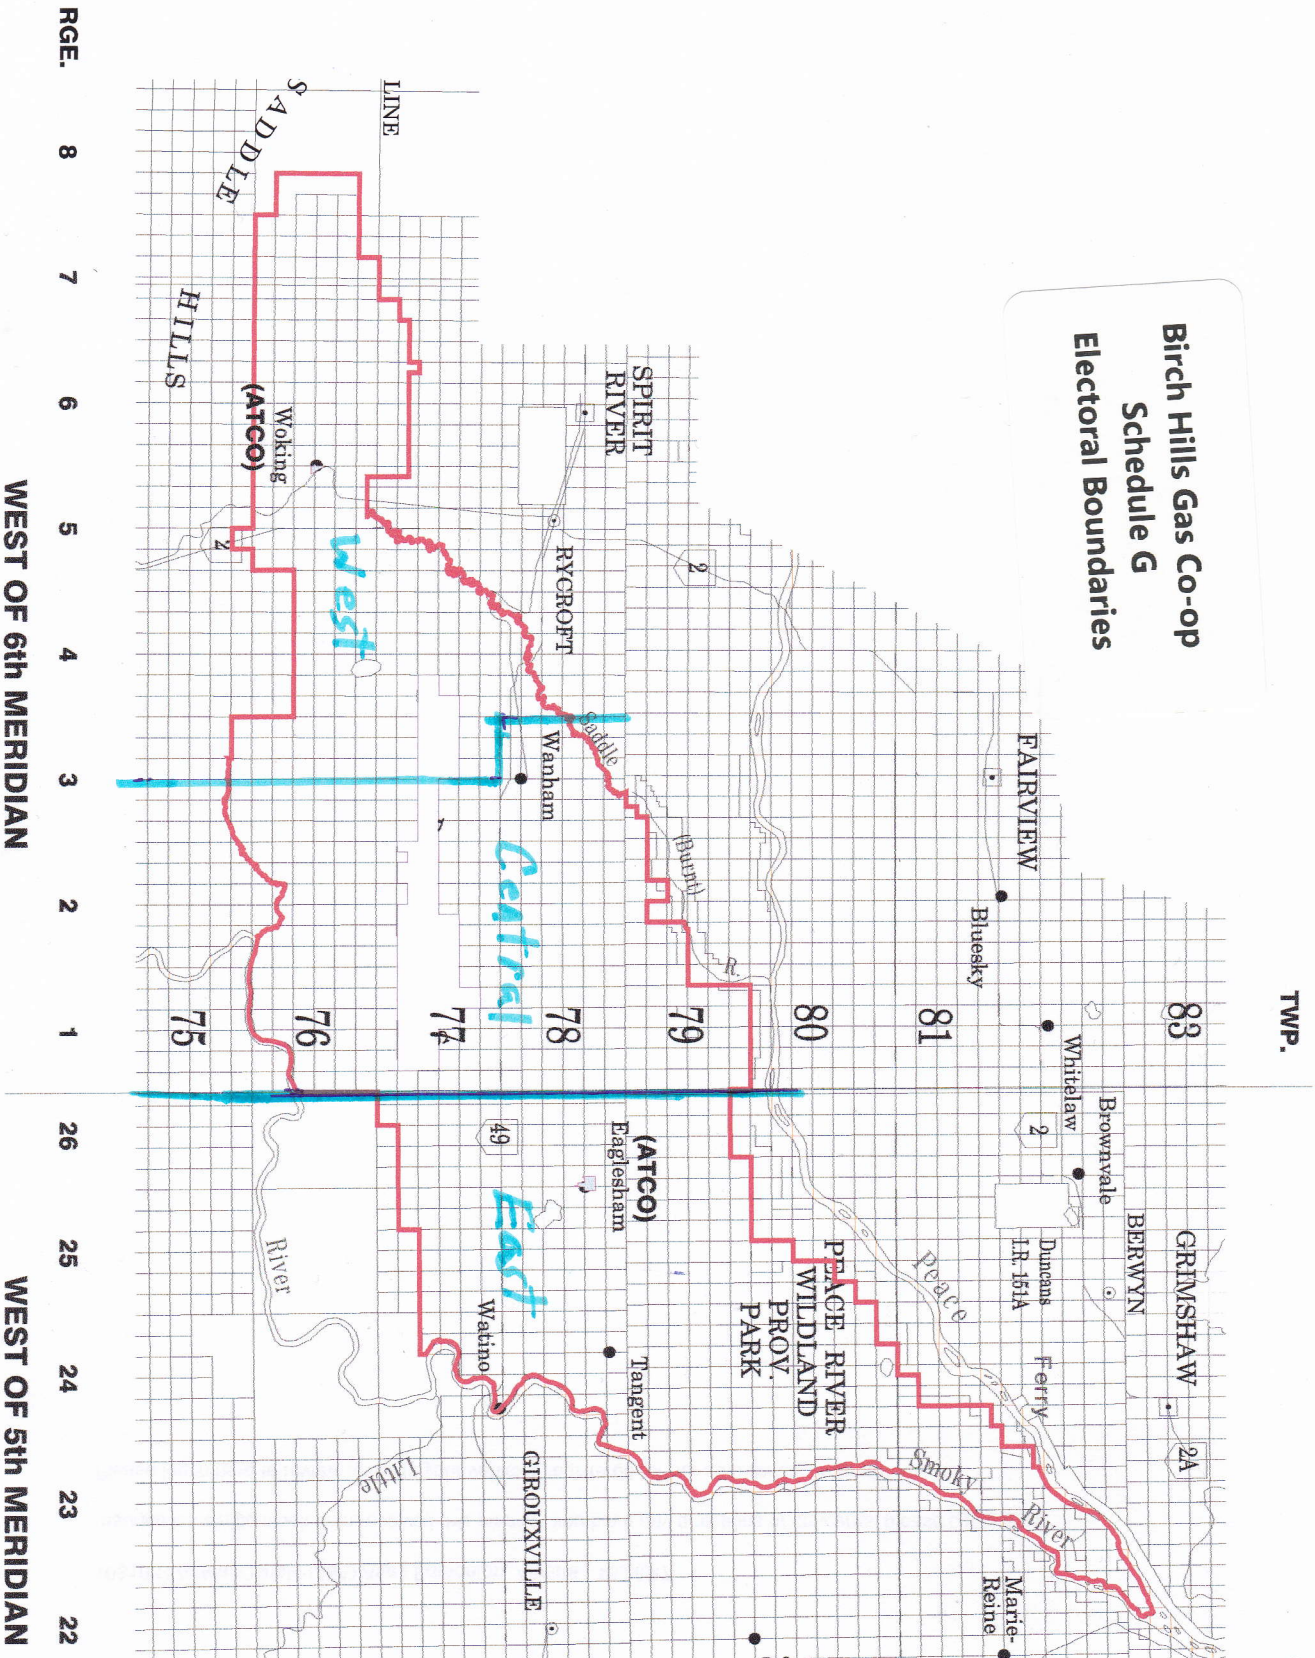 Birch Hills Gas Co-op
Schedule G
Electoral Boundaries
TWP.
83
81
80
79
78
77
76
75
GRIMSHAW
2A
BERWYN
Brownvale
Whitelaw
2
Duncans
I.R. 151A
Ferry
FAIRVIEW
Bluesky
Peace
PEACE RIVER
WILDLAND
PROV.
PARK
Smoky
River
Marie-
Reine
SPIRIT
RIVER
2
RYCROFT
Saddle
(Burnt)
R.
Wanham
(ATCO)
Eaglesham
Tangent
49
Watino
GIROUXVILLE
West
Central
East
LINE
SADDLE
HILLS
Woking
(ATCO)
2
River
Little
RGE.
8
7
6
5
4
3
2
1
26
25
24
23
22
WEST OF 6th MERIDIAN
WEST OF 5th MERIDIAN